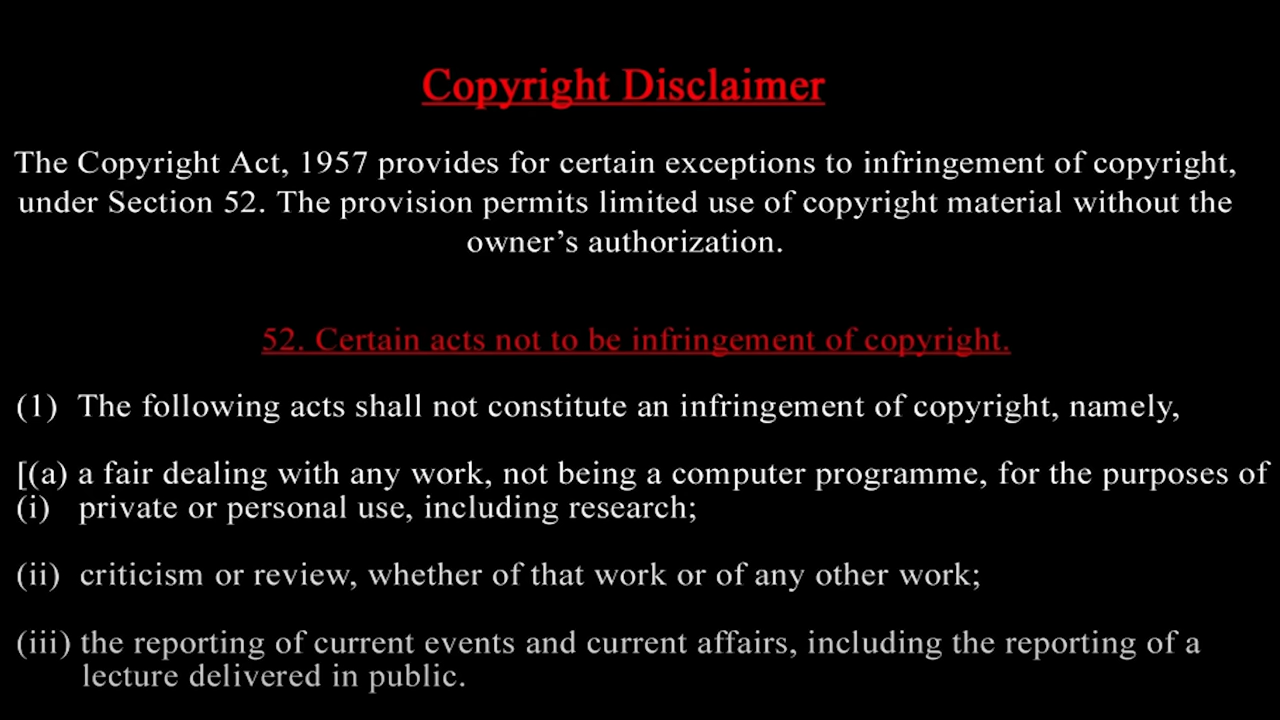 Copyright Disclaimer
The Copyright Act, 1957 provides for certain exceptions to infringement of copyright,
under Section 52. The provision permits limited use of copyright material without the
owner’s authorization.
52. Certain acts not to be infringement of copyright.
(1) The following acts shall not constitute an infringement of copyright, namely,
[(a) a fair dealing with any work, not being a computer programme, for the purposes of
(i) private or personal use, including research;
(ii) criticism or review, whether of that work or of any other work;
(iii) the reporting of current events and current affairs, including the reporting of a
lecture delivered in public.